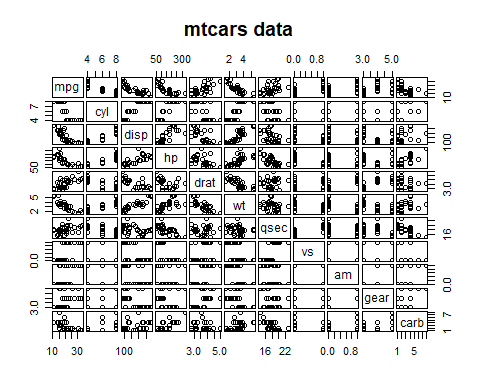 mtcars data
4 6 8 50 300 2 4 0.0 0.8 3.0 5.0
mpg 10
7 4 cyl
disp 100
50 hp
drat 3.0
5 2 wt
qsec 16
0.0 vs
am 0.0
3.0 gear
carb 7 1
10 30 100 3.0 5.0 16 22 0.0 0.8 1 5